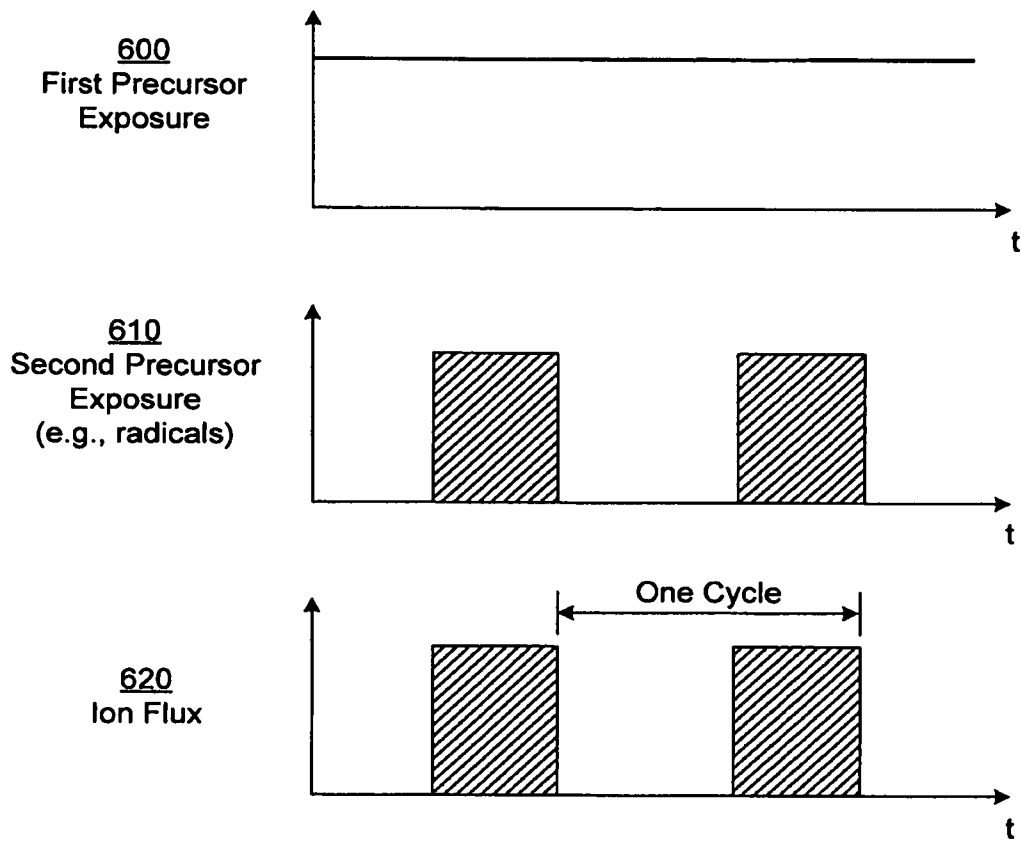 600
First Precursor
Exposure
t
610
Second Precursor
Exposure
(e.g., radicals)
t
One Cycle
620
Ion Flux
t